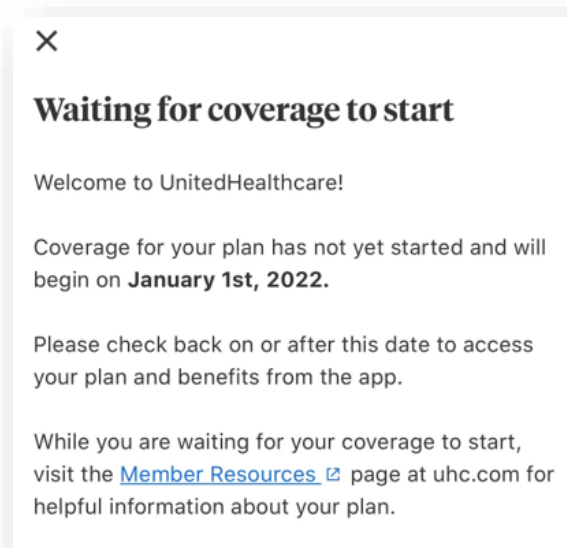 Waiting for coverage to start
Welcome to UnitedHealthcare!
Coverage for your plan has not yet started and will
begin on January 1st, 2022.
Please check back on or after this date to access
your plan and benefits from the app.
While you are waiting for your coverage to start,
visit the Member Resources page at uhc.com for
helpful information about your plan.